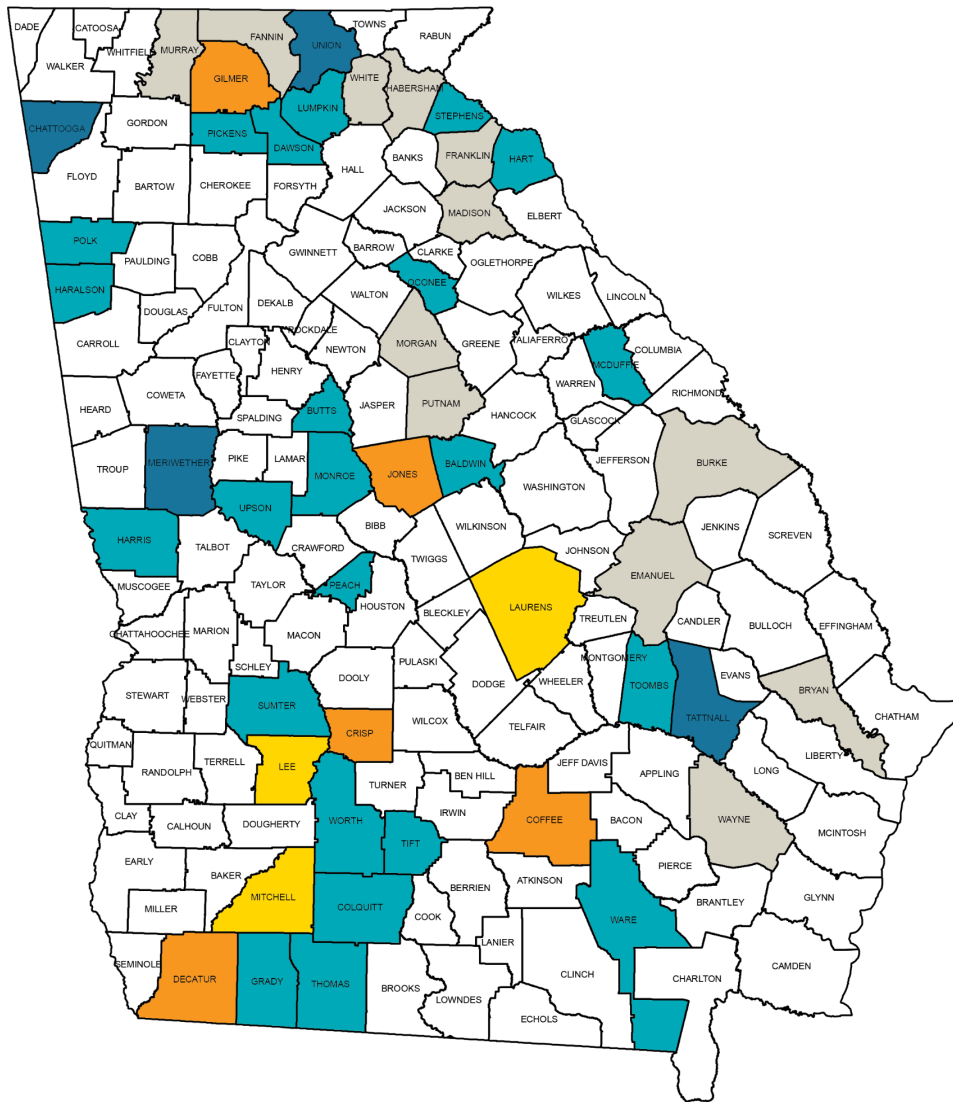 DADE
CATOOSA
WHITFIELD
MURRAY
FANNIN
UNION
TOWNS
RABUN
WALKER
GILMER
WHITE
HABERSHAM
LUMPKIN
STEPHENS
CHATTOOGA
GORDON
PICKENS
DAWSON
BANKS
FRANKLIN
HART
FLOYD
BARTOW
CHEROKEE
FORSYTH
HALL
JACKSON
MADISON
ELBERT
POLK
PAULDING
COBB
GWINNETT
BARROW
CLARKE
OGLETHORPE
OCONEE
HARALSON
DOUGLAS
FULTON
DEKALB
WALTON
WILKES
LINCOLN
CARROLL
CLAYTON
ROCKDALE
NEWTON
MORGAN
GREENE
TALIAFERRO
MCDUFFIE
COLUMBIA
HEARD
COWETA
FAYETTE
HENRY
WARREN
RICHMOND
SPALDING
BUTTS
JASPER
PUTNAM
HANCOCK
GLASCOCK
TROUP
MERIWETHER
PIKE
LAMAR
MONROE
JONES
BALDWIN
WASHINGTON
JEFFERSON
BURKE
UPSON
HARRIS
TALBOT
CRAWFORD
BIBB
TWIGGS
WILKINSON
JOHNSON
JENKINS
SCREVEN
EMANUEL
MUSCOGEE
TAYLOR
PEACH
HOUSTON
BLECKLEY
LAURENS
TREUTLEN
CANDLER
BULLOCH
EFFINGHAM
CHATTAHOOCHEE
MARION
MACON
SCHLEY
PULASKI
DODGE
WHEELER
MONTGOMERY
TOOMBS
TATTNALL
EVANS
BRYAN
CHATHAM
STEWART
WEBSTER
SUMTER
DOOLY
WILCOX
TELFAIR
QUITMAN
RANDOLPH
TERRELL
LEE
CRISP
TURNER
BEN HILL
JEFF DAVIS
APPLING
LONG
LIBERTY
CLAY
CALHOUN
DOUGHERTY
WORTH
TIFT
IRWIN
COFFEE
BACON
WAYNE
MCINTOSH
EARLY
BAKER
MITCHELL
COLQUITT
COOK
BERRIEN
ATKINSON
PIERCE
BRANTLEY
GLYNN
MILLER
WARE
SEMINOLE
DECATUR
GRADY
THOMAS
BROOKS
LANIER
LOWNDES
CLINCH
ECHOLS
CHARLTON
CAMDEN